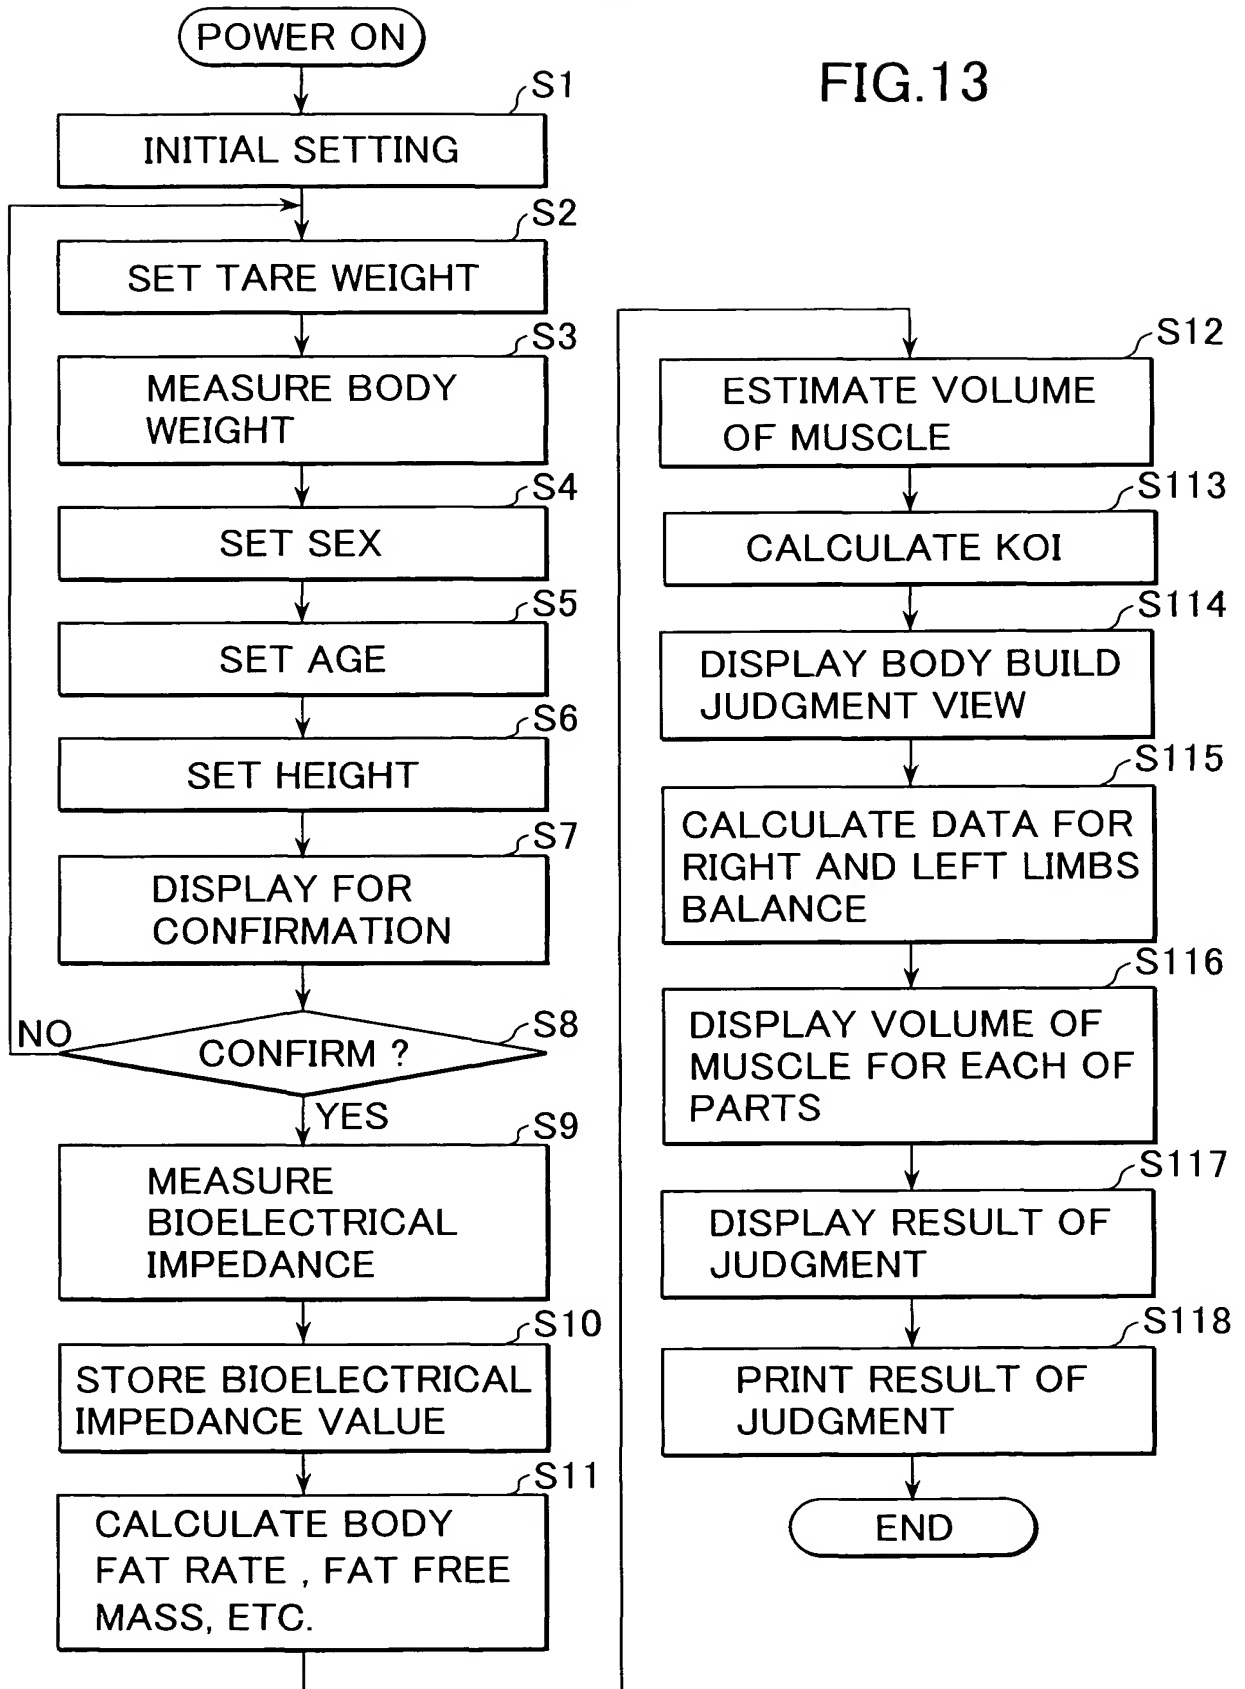 FIG.13
POWER ON
S1
INITIAL SETTING
S2
SET TARE WEIGHT
S3
MEASURE BODY
WEIGHT
S4
SET SEX
S5
SET AGE
S6
SET HEIGHT
S7
DISPLAY FOR
CONFIRMATION
S8
CONFIRM ?
NO
YES
S9
MEASURE
BIOELECTRICAL
IMPEDANCE
S10
STORE BIOELECTRICAL
IMPEDANCE VALUE
S11
CALCULATE BODY
FAT RATE , FAT FREE
MASS, ETC.
S12
ESTIMATE VOLUME
OF MUSCLE
S113
CALCULATE KOI
S114
DISPLAY BODY BUILD
JUDGMENT VIEW
S115
CALCULATE DATA FOR
RIGHT AND LEFT LIMBS
BALANCE
S116
DISPLAY VOLUME OF
MUSCLE FOR EACH OF
PARTS
S117
DISPLAY RESULT OF
JUDGMENT
S118
PRINT RESULT OF
JUDGMENT
END